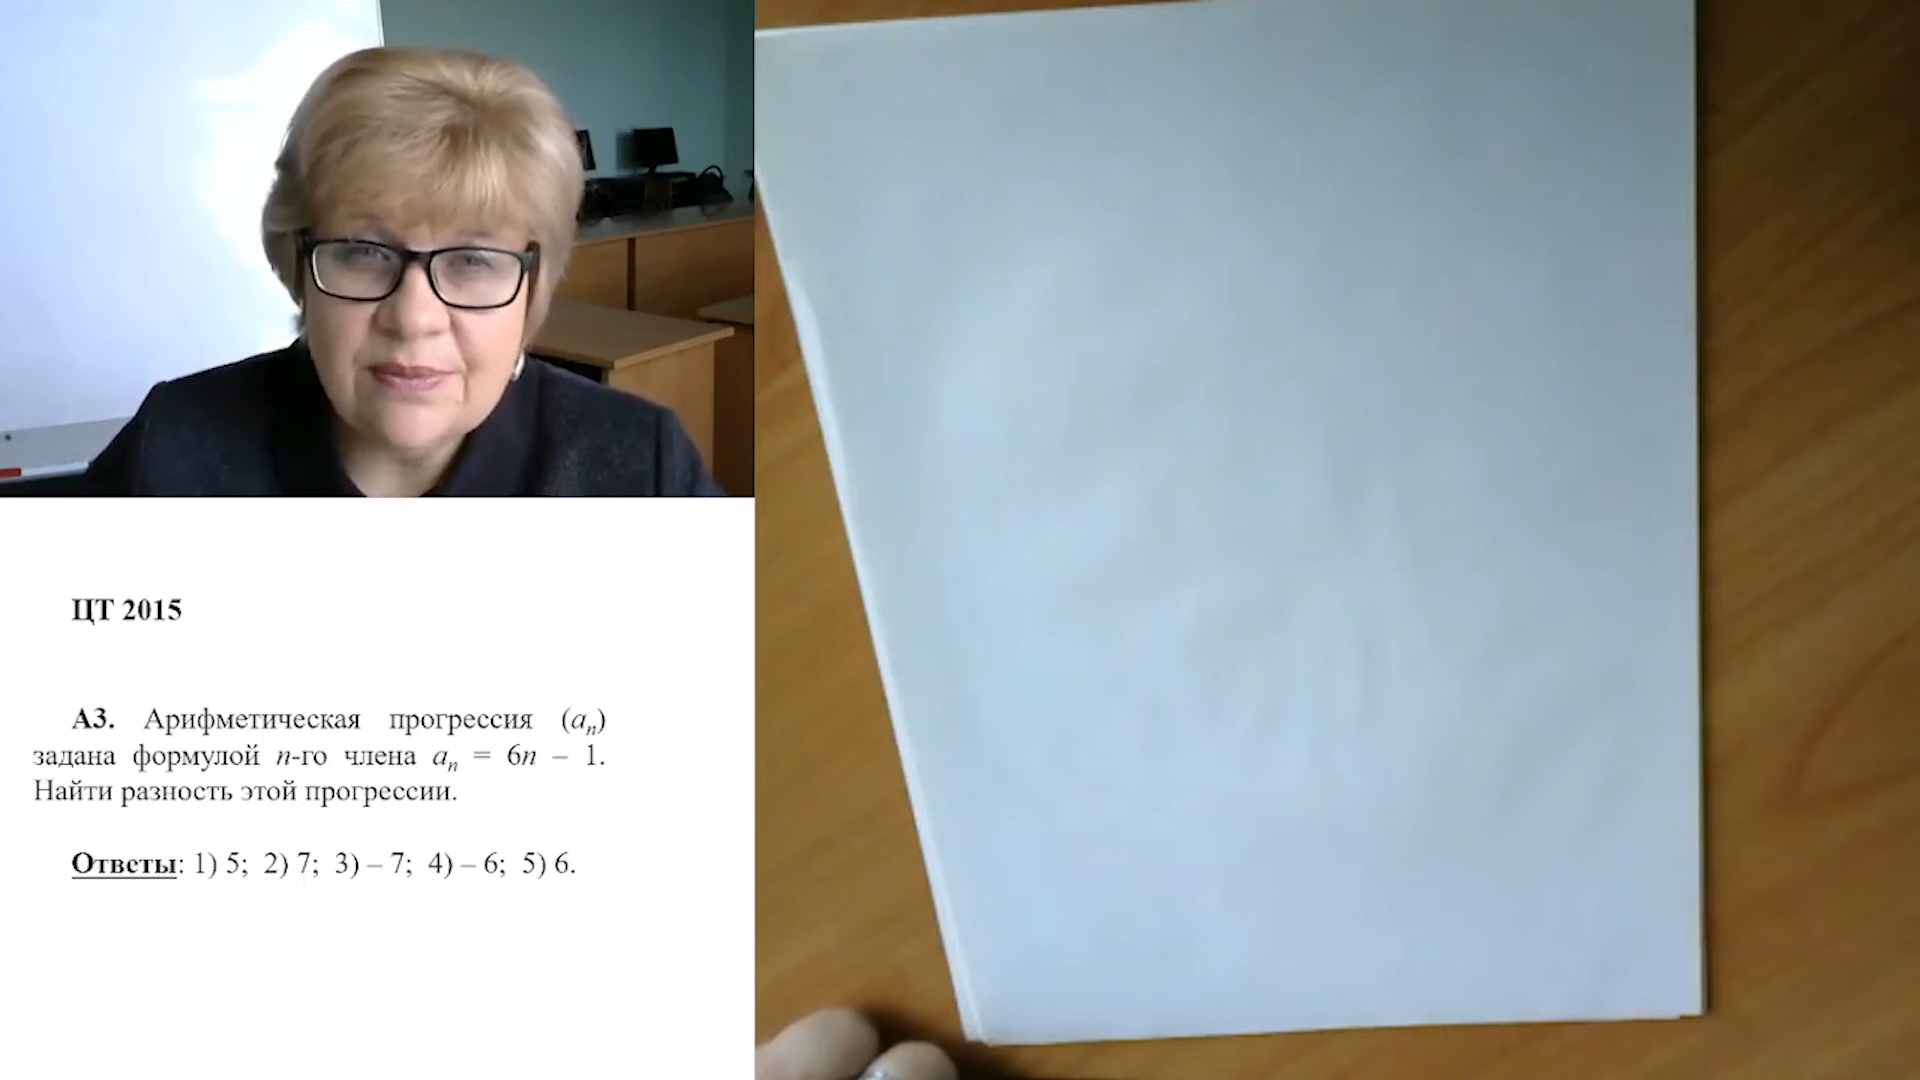 ЦТ 2015
А3. Арифметическая прогрессия (aₙ)
задана формулой n-го члена aₙ = 6n – 1.
Найти разность этой прогрессии.
Ответы: 1) 5; 2) 7; 3) – 7; 4) – 6; 5) 6.